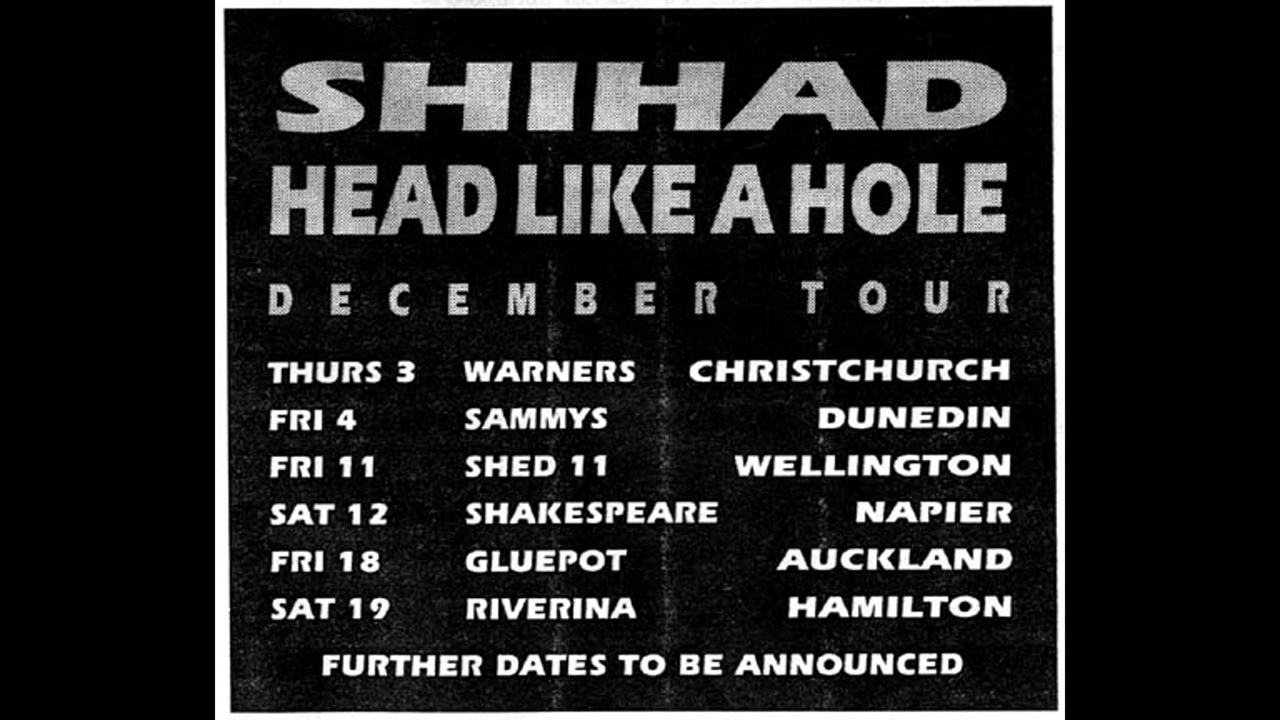 SHIHAD
HEAD LIKE A HOLE
DECEMBER TOUR
THURS 3 WARNERS CHRISTCHURCH
FRI 4 SAMMYS DUNEDIN
FRI 11 SHED 11 WELLINGTON
SAT 12 SHAKESPEARE NAPIER
FRI 18 GLUEPOT AUCKLAND
SAT 19 RIVERINA HAMILTON
FURTHER DATES TO BE ANNOUNCED